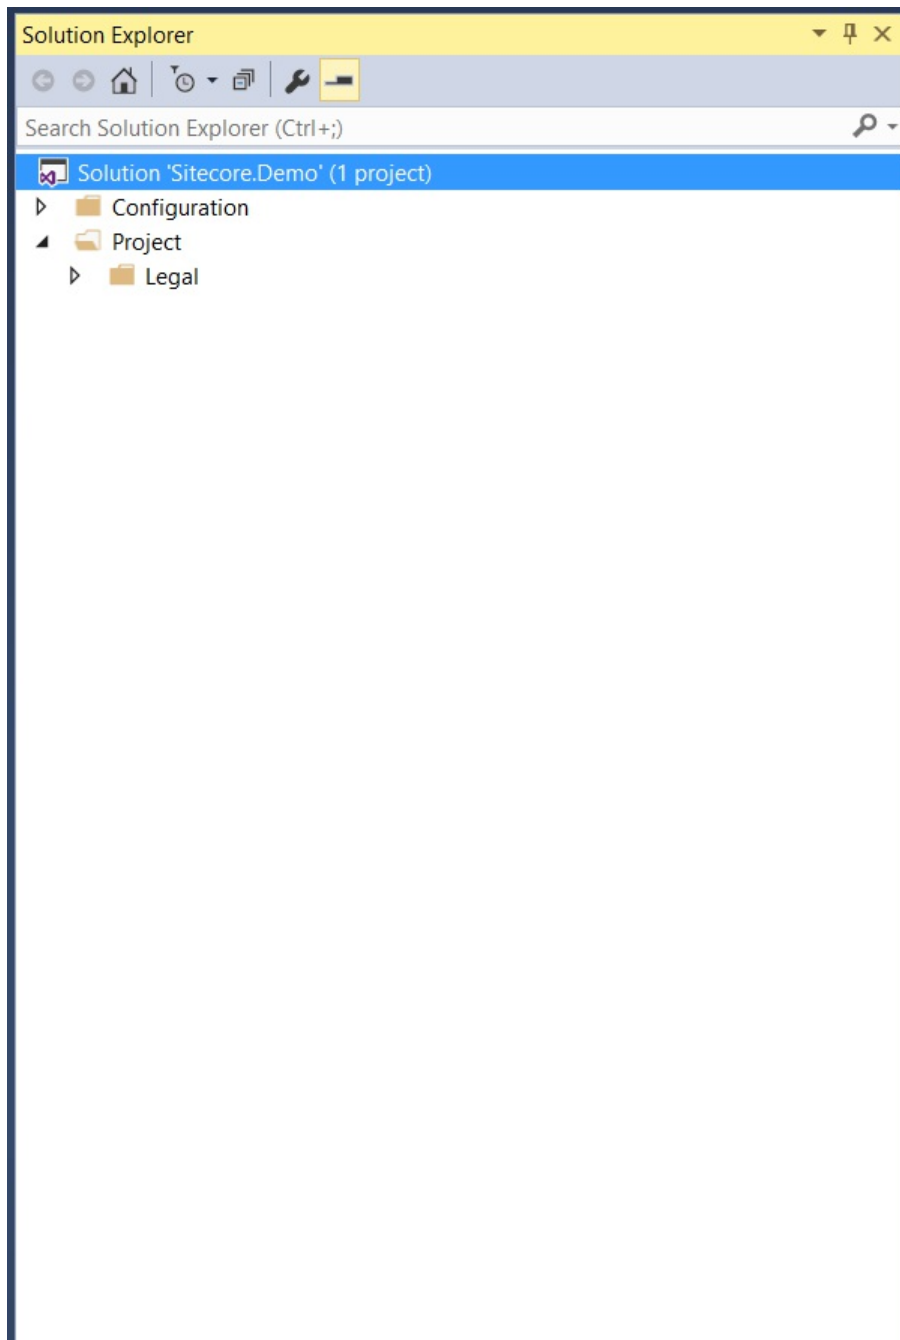 Solution Explorer
Search Solution Explorer (Ctrl+;)
Solution 'Sitecore.Demo' (1 project)
Configuration
Project
Legal